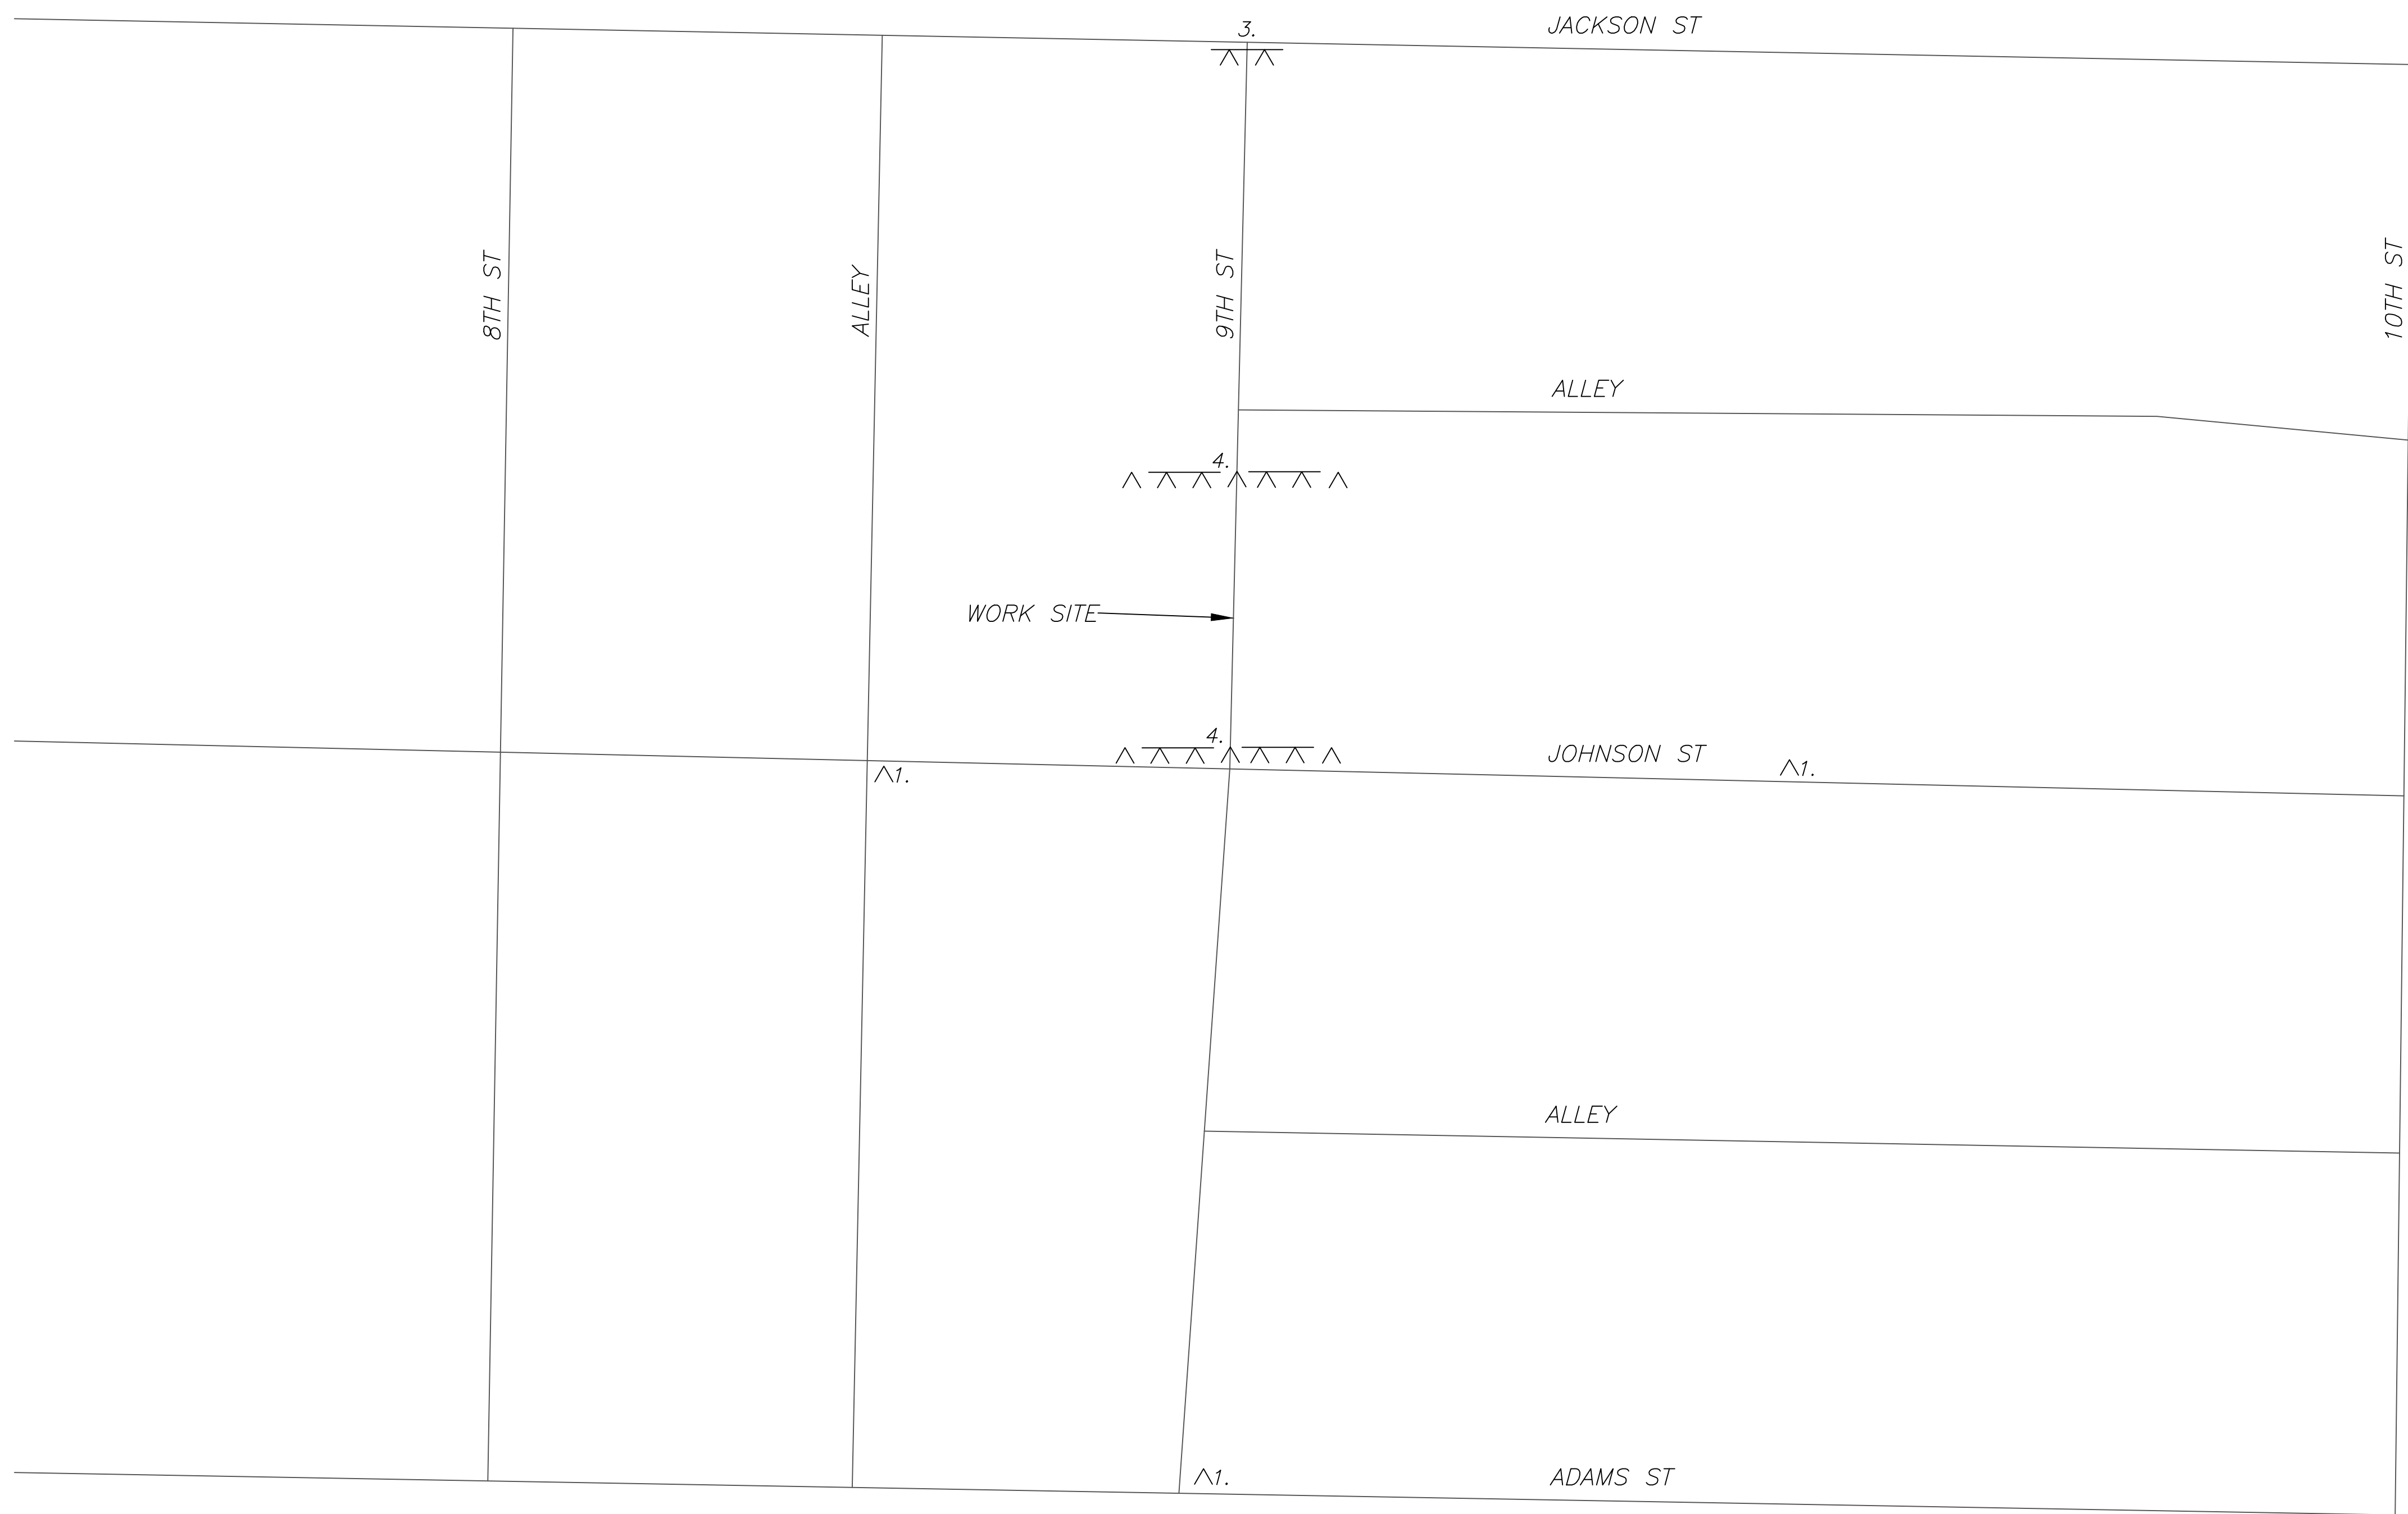 3.
JACKSON ST
8TH ST
ALLEY
9TH ST
10TH ST
ALLEY
4.
WORK SITE
4.
JOHNSON ST
1.
1.
ALLEY
1.
ADAMS ST